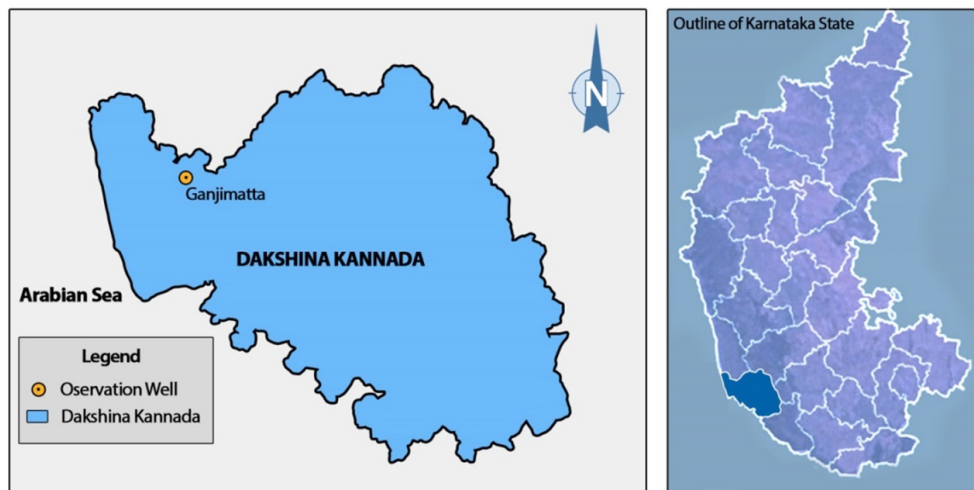 N
Ganjimatta
DAKSHINA KANNADA
Arabian Sea
Legend
Oservation Well
Dakshina Kannada
Outline of Karnataka State